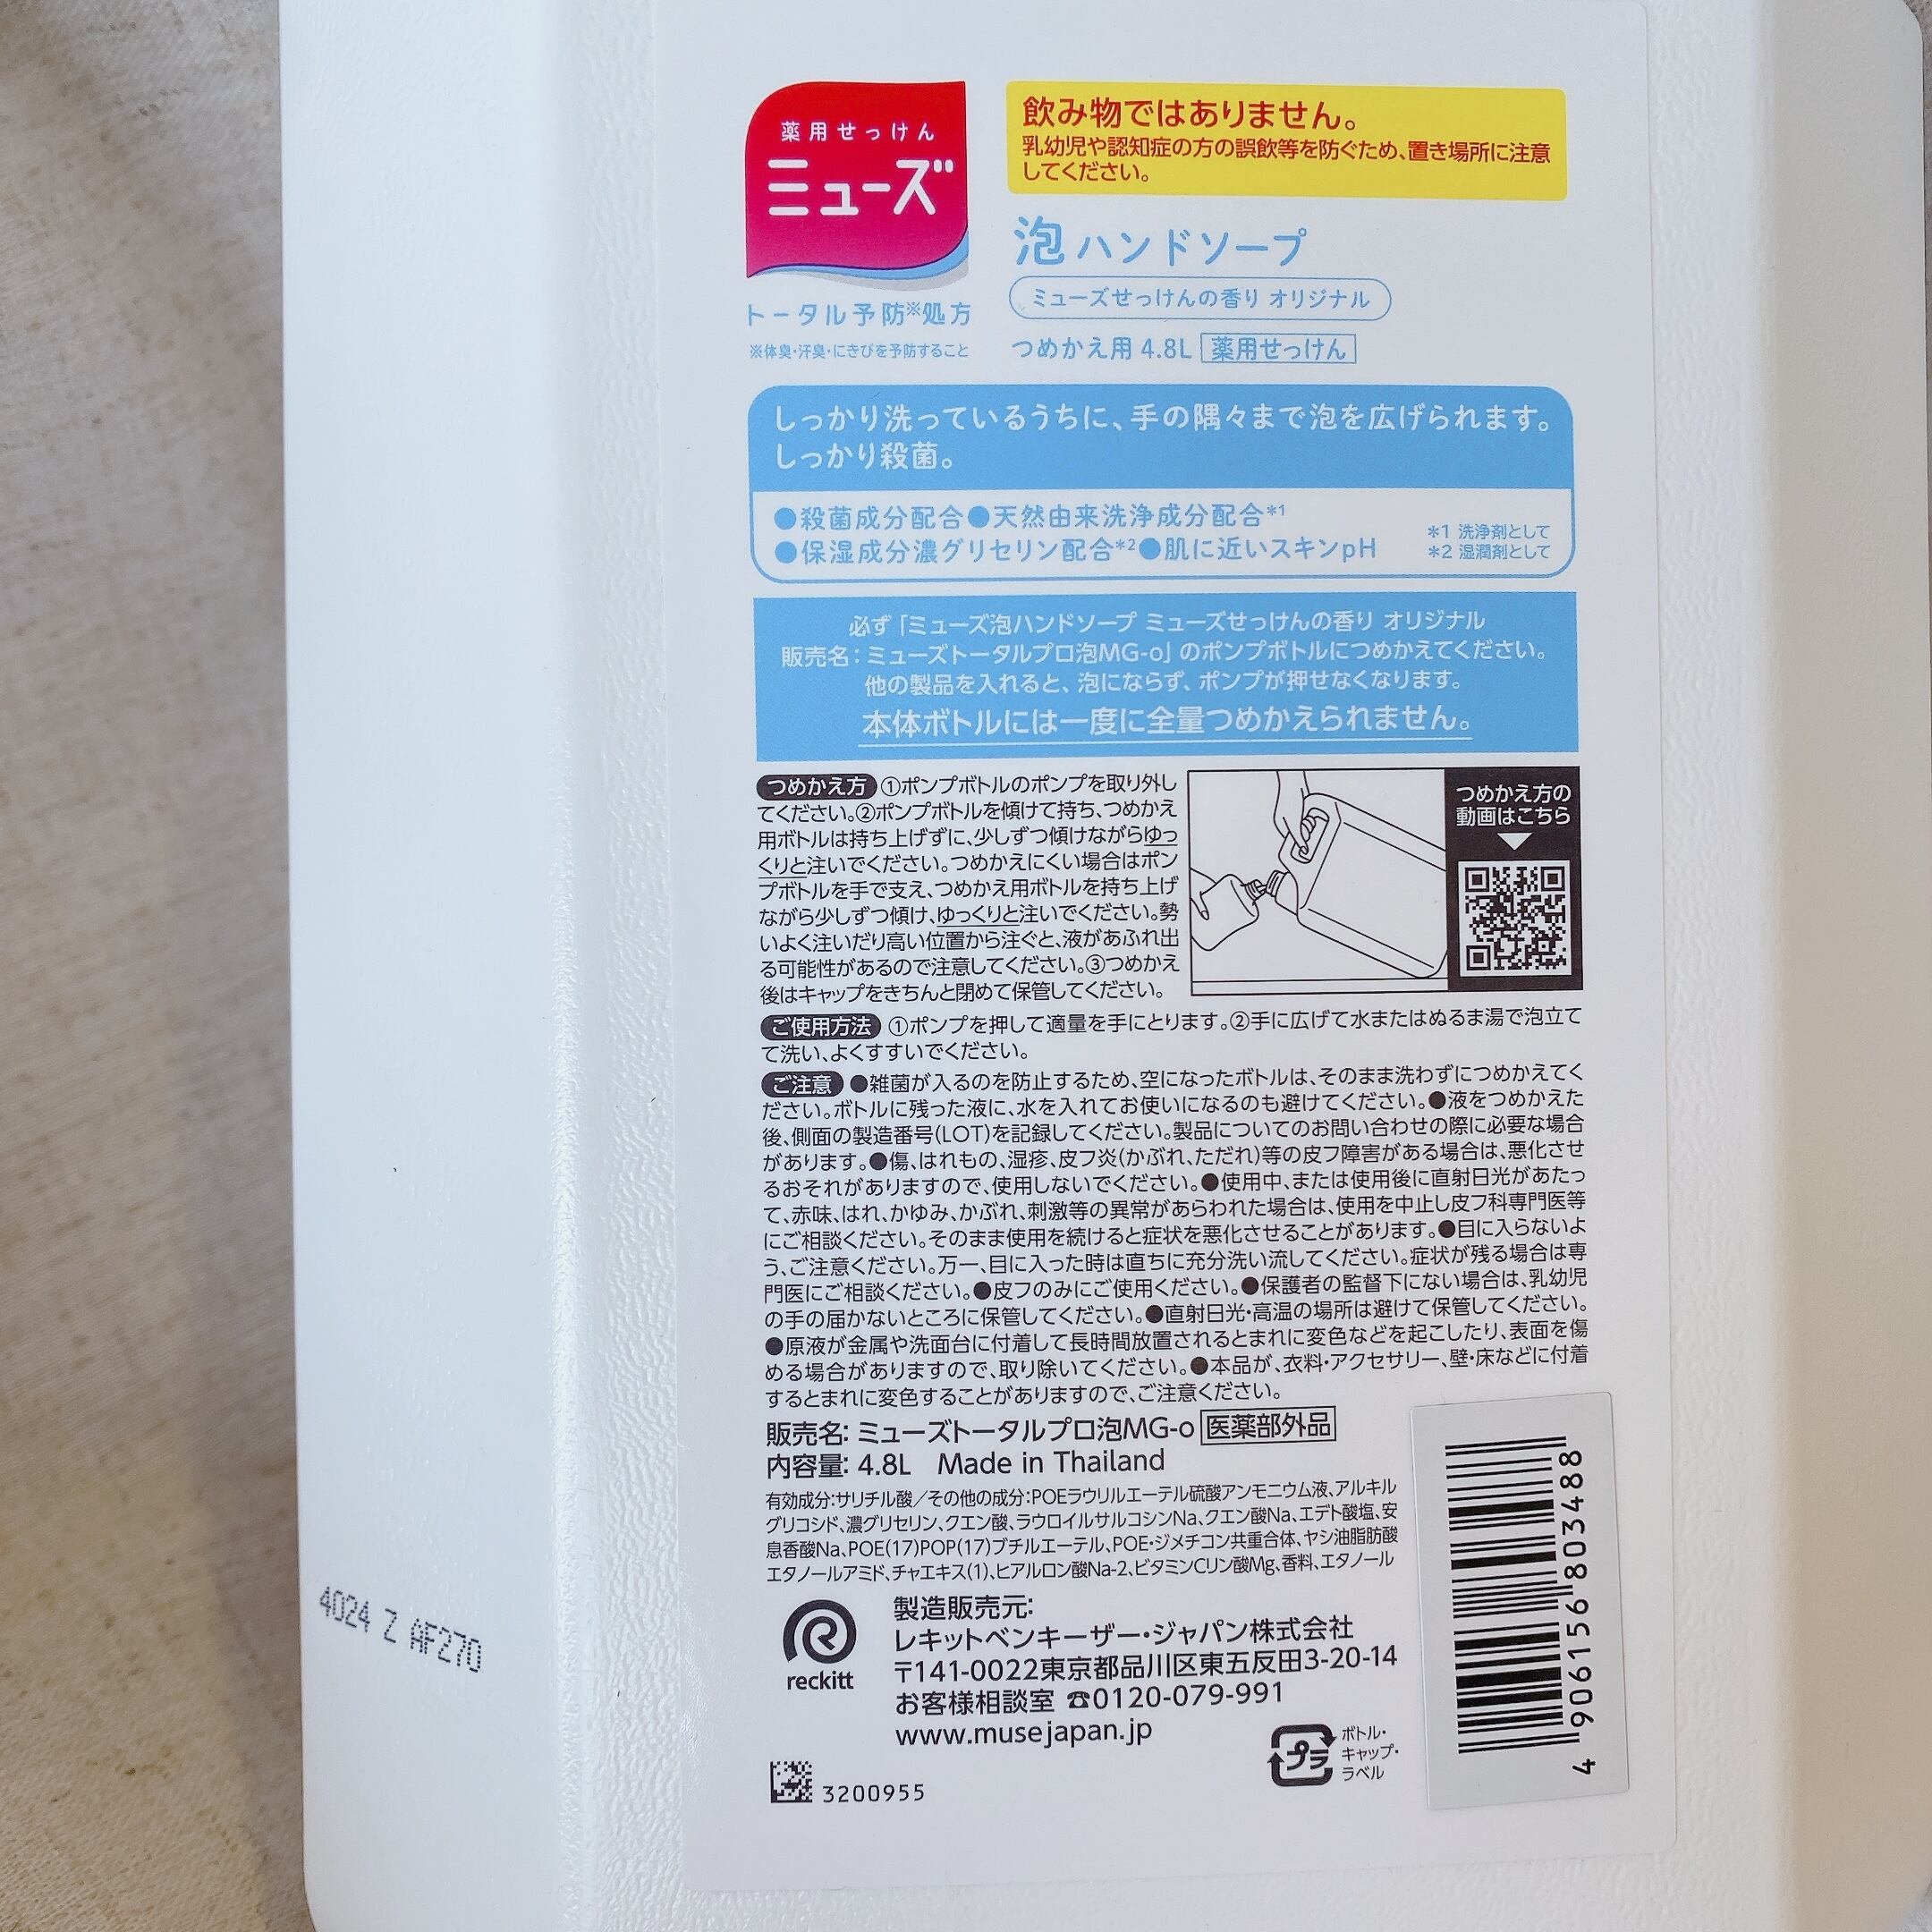 薬用せっけん
ミューズ
トータル予防※処方
※体臭・汗臭・にきびを予防すること
飲み物ではありません。
乳幼児や認知症の方の誤飲等を防ぐため、置き場所に注意
してください。
泡ハンドソープ
ミューズせっけんの香り オリジナル
つめかえ用 4.8L 薬用せっけん
しっかり洗っているうちに、手の隅々まで泡を広げられます。
しっかり殺菌。
●殺菌成分配合●天然由来洗浄成分配合*1
●保湿成分濃グリセリン配合*2●肌に近いスキンpH
*1 洗浄剤として
*2 湿潤剤として
必ず「ミューズ泡ハンドソープ ミューズせっけんの香り オリジナル
販売名:ミューズトータルプロ泡MG-o」のポンプボトルにつめかえてください。
他の製品を入れると、泡にならず、ポンプが押せなくなります。
本体ボトルには一度に全量つめかえられません。
つめかえ方 ①ポンプボトルのポンプを取り外し
てください。②ポンプボトルを傾けて持ち、つめかえ
用ボトルは持ち上げずに、少しずつ傾けながらゆっ
くりと注いでください。つめかえにくい場合はポン
プボトルを手で支え、つめかえ用ボトルを持ち上げ
ながら少しずつ傾け、ゆっくりと注いでください。勢
いよく注いだり高い位置から注ぐと、液があふれ出
る可能性があるので注意してください。③つめかえ
後はキャップをきちんと閉めて保管してください。
つめかえ方の
動画はこちら
ご使用方法 ①ポンプを押して適量を手にとります。②手に広げて水またはぬるま湯で泡立て
て洗い、よくすすいでください。
ご注意 ●雑菌が入るのを防止するため、空になったボトルは、そのまま洗わずにつめかえてく
ださい。ボトルに残った液に、水を入れてお使いになるのも避けてください。●液をつめかえた
後、側面の製造番号(LOT)を記録してください。製品についてのお問い合わせの際に必要な場合
があります。●傷、はれもの、湿疹、皮フ炎(かぶれ、ただれ)等の皮フ障害がある場合は、悪化させ
るおそれがありますので、使用しないでください。●使用中、または使用後に直射日光があたっ
て、赤味、はれ、かゆみ、かぶれ、刺激等の異常があらわれた場合は、使用を中止し皮フ科専門医等
にご相談ください。そのまま使用を続けると症状を悪化させることがあります。●目に入らないよ
う、ご注意ください。万一、目に入った時は直ちに充分洗い流してください。症状が残る場合は専
門医にご相談ください。●皮フのみにご使用ください。●保護者の監督下にない場合は、乳幼児
の手の届かないところに保管してください。●直射日光・高温の場所は避けて保管してください。
●原液が金属や洗面台に付着して長時間放置されるとまれに変色などを起こしたり、表面を傷
める場合がありますので、取り除いてください。●本品が、衣料・アクセサリー、壁・床などに付着
するとまれに変色することがありますので、ご注意ください。
販売名: ミューズトータルプロ泡MG-o 医薬部外品
内容量: 4.8L Made in Thailand
有効成分:サリチル酸/その他の成分:POEラウリルエーテル硫酸アンモニウム液、アルキル
グリコシド、濃グリセリン、クエン酸、ラウロイルサルコシンNa、クエン酸Na、エデト酸塩、安
息香酸Na、POE(17)POP(17)ブチルエーテル、POE・ジメチコン共重合体、ヤシ油脂肪酸
エタノールアミド、チャエキス(1)、ヒアルロン酸Na-2、ビタミンCリン酸Mg、香料、エタノール
reckitt
製造販売元:
レキットベンキーザー・ジャパン株式会社
〒141-0022東京都品川区東五反田3-20-14
お客様相談室 ☎0120-079-991
www.musejapan.jp
プラ
ボトル・
キャップ・
ラベル
3200955
4 906156 803488
4024 Z AF270